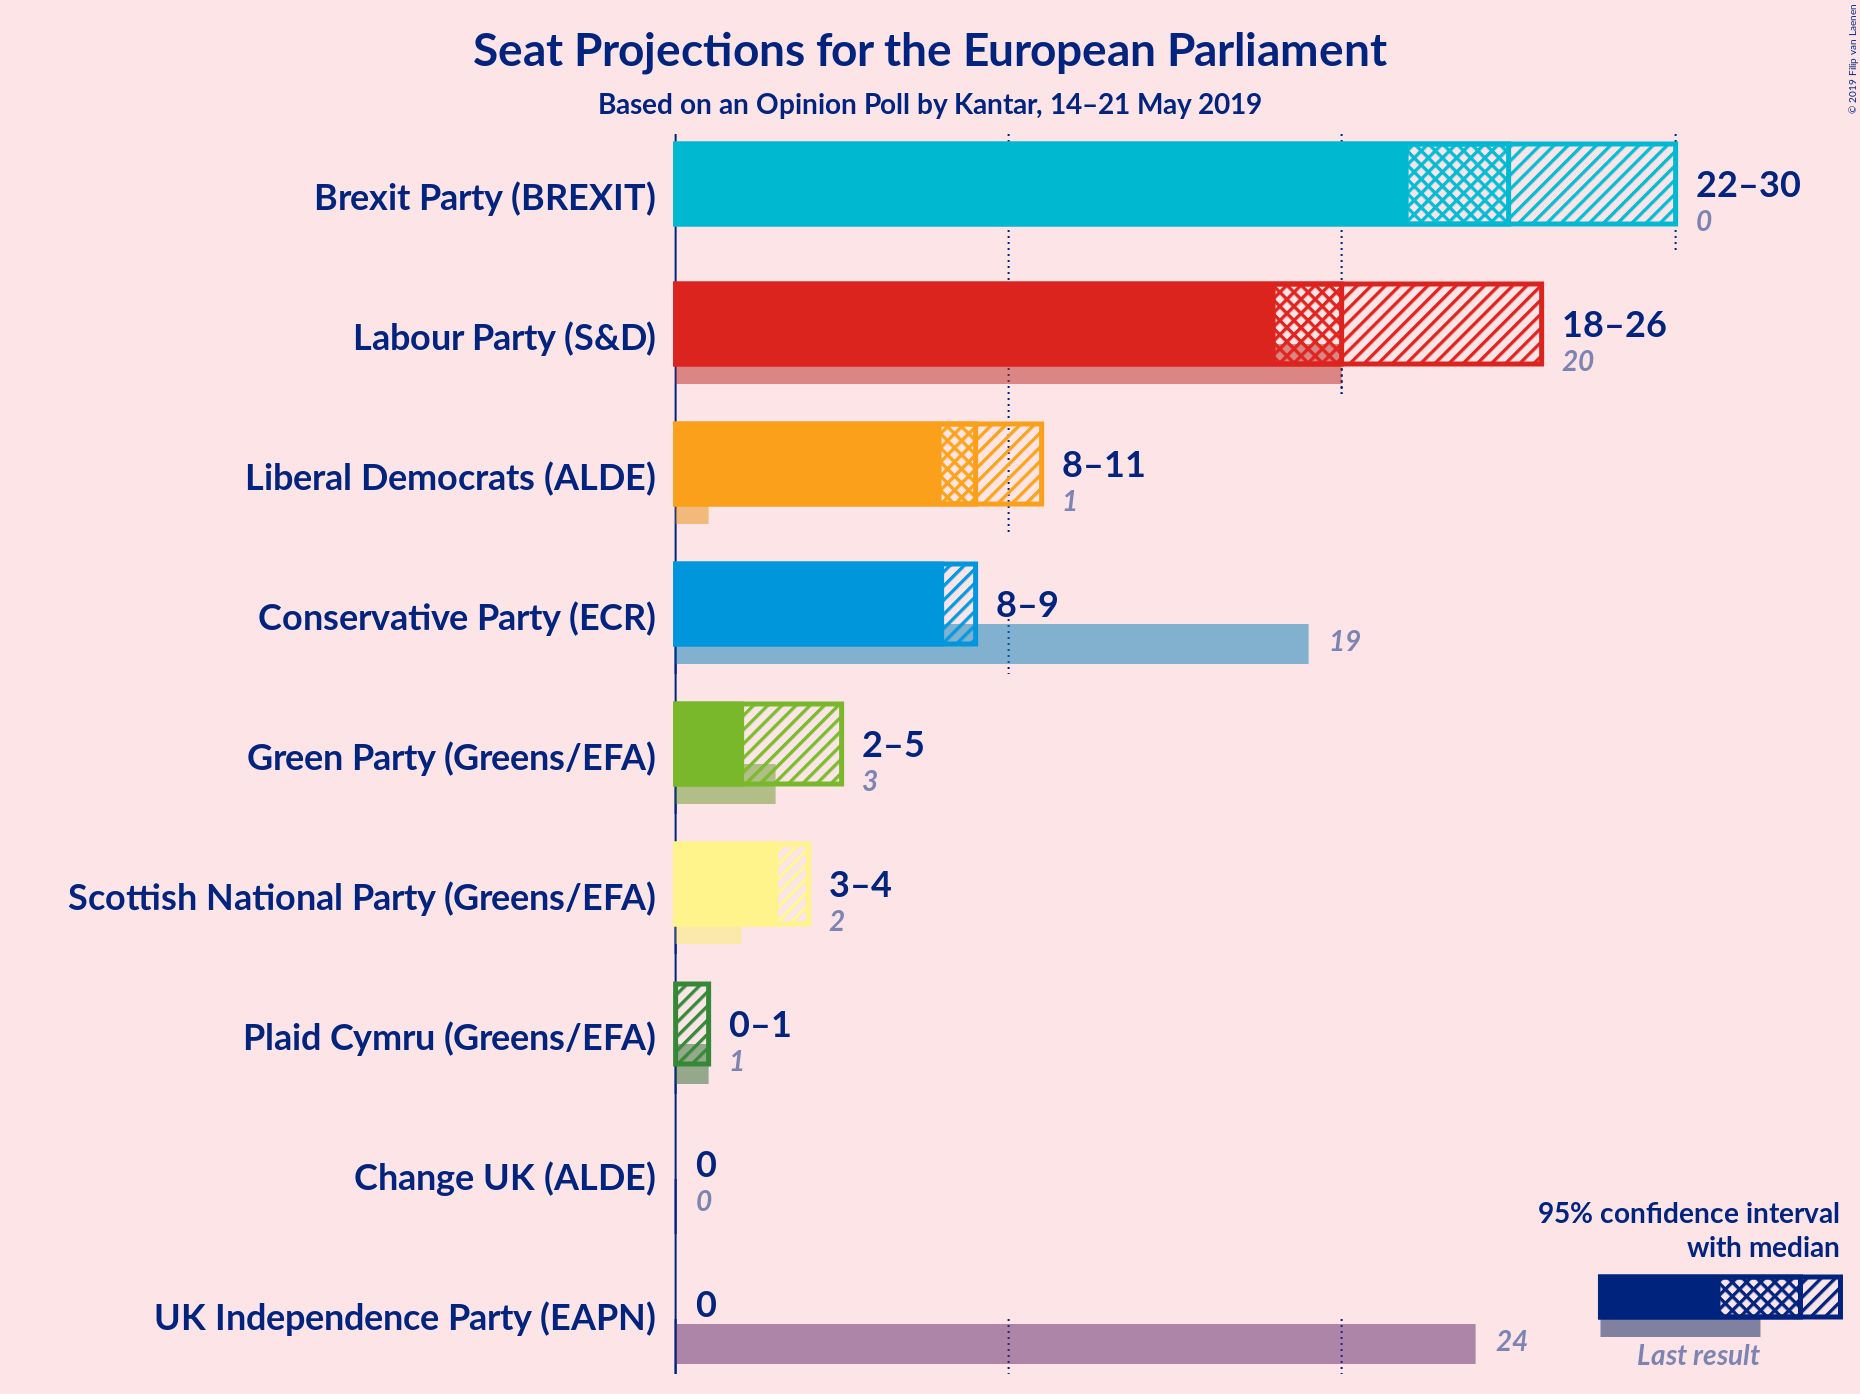 Seat Projections for the European Parliament
Based on an Opinion Poll by Kantar, 14–21 May 2019
© 2019 Filip van Laenen
Brexit Party (BREXIT)
22–30
0
Labour Party (S&D)
18–26
20
Liberal Democrats (ALDE)
8–11
1
Conservative Party (ECR)
8–9
19
Green Party (Greens/EFA)
2–5
3
Scottish National Party (Greens/EFA)
3–4
2
Plaid Cymru (Greens/EFA)
0–1
1
Change UK (ALDE)
0
0
UK Independence Party (EAPN)
0
24
95% confidence interval
with median
Last result